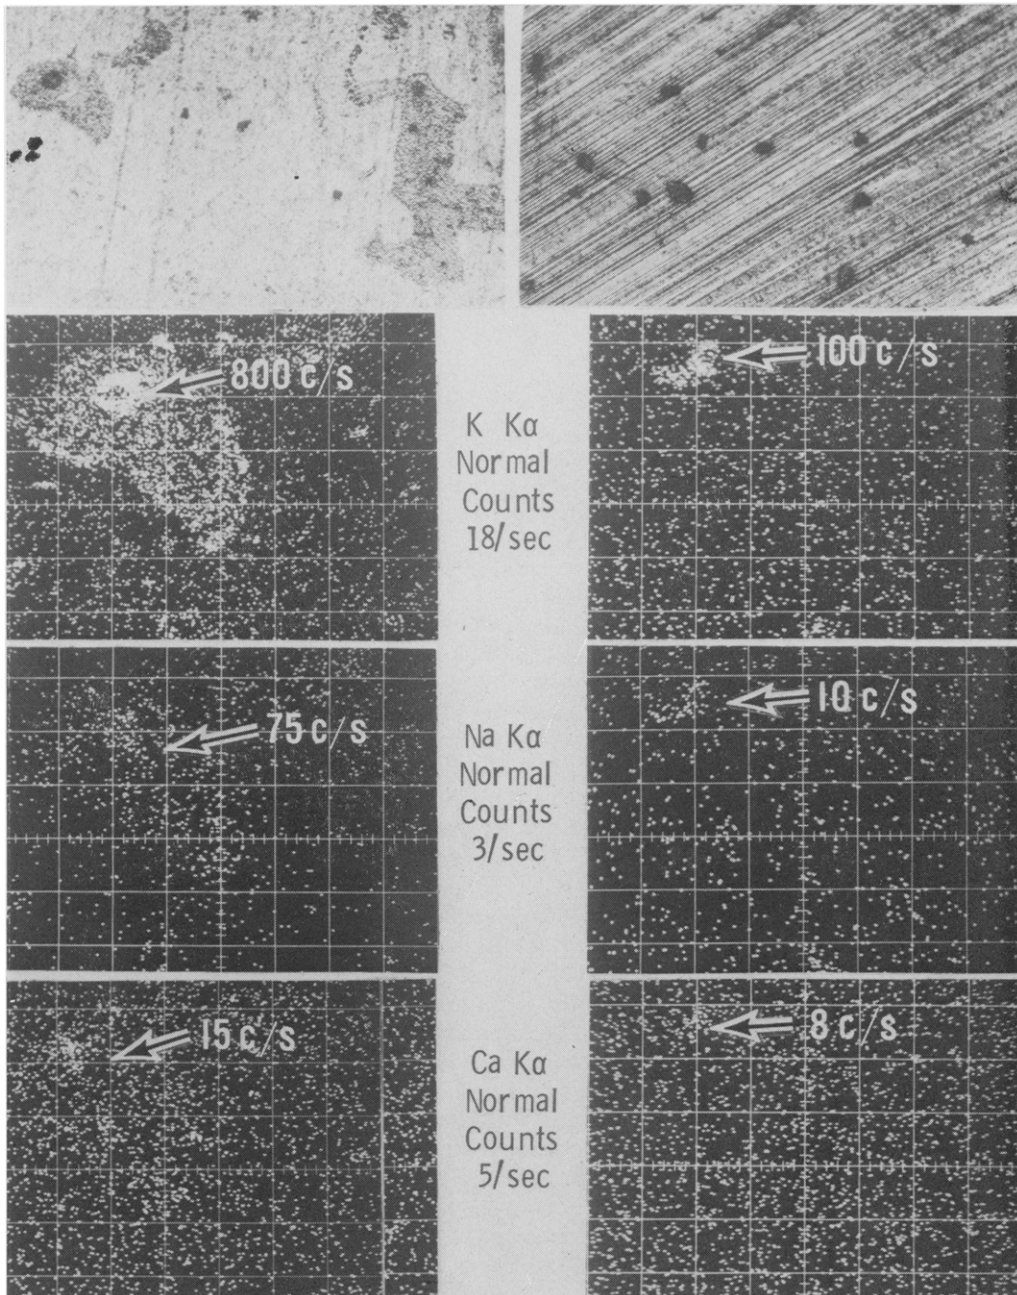 800 c/s
K Kα
Normal
Counts
18/sec
100 c/s
75 c/s
Na Kα
Normal
Counts
3/sec
10 c/s
15 c/s
Ca Kα
Normal
Counts
5/sec
8 c/s